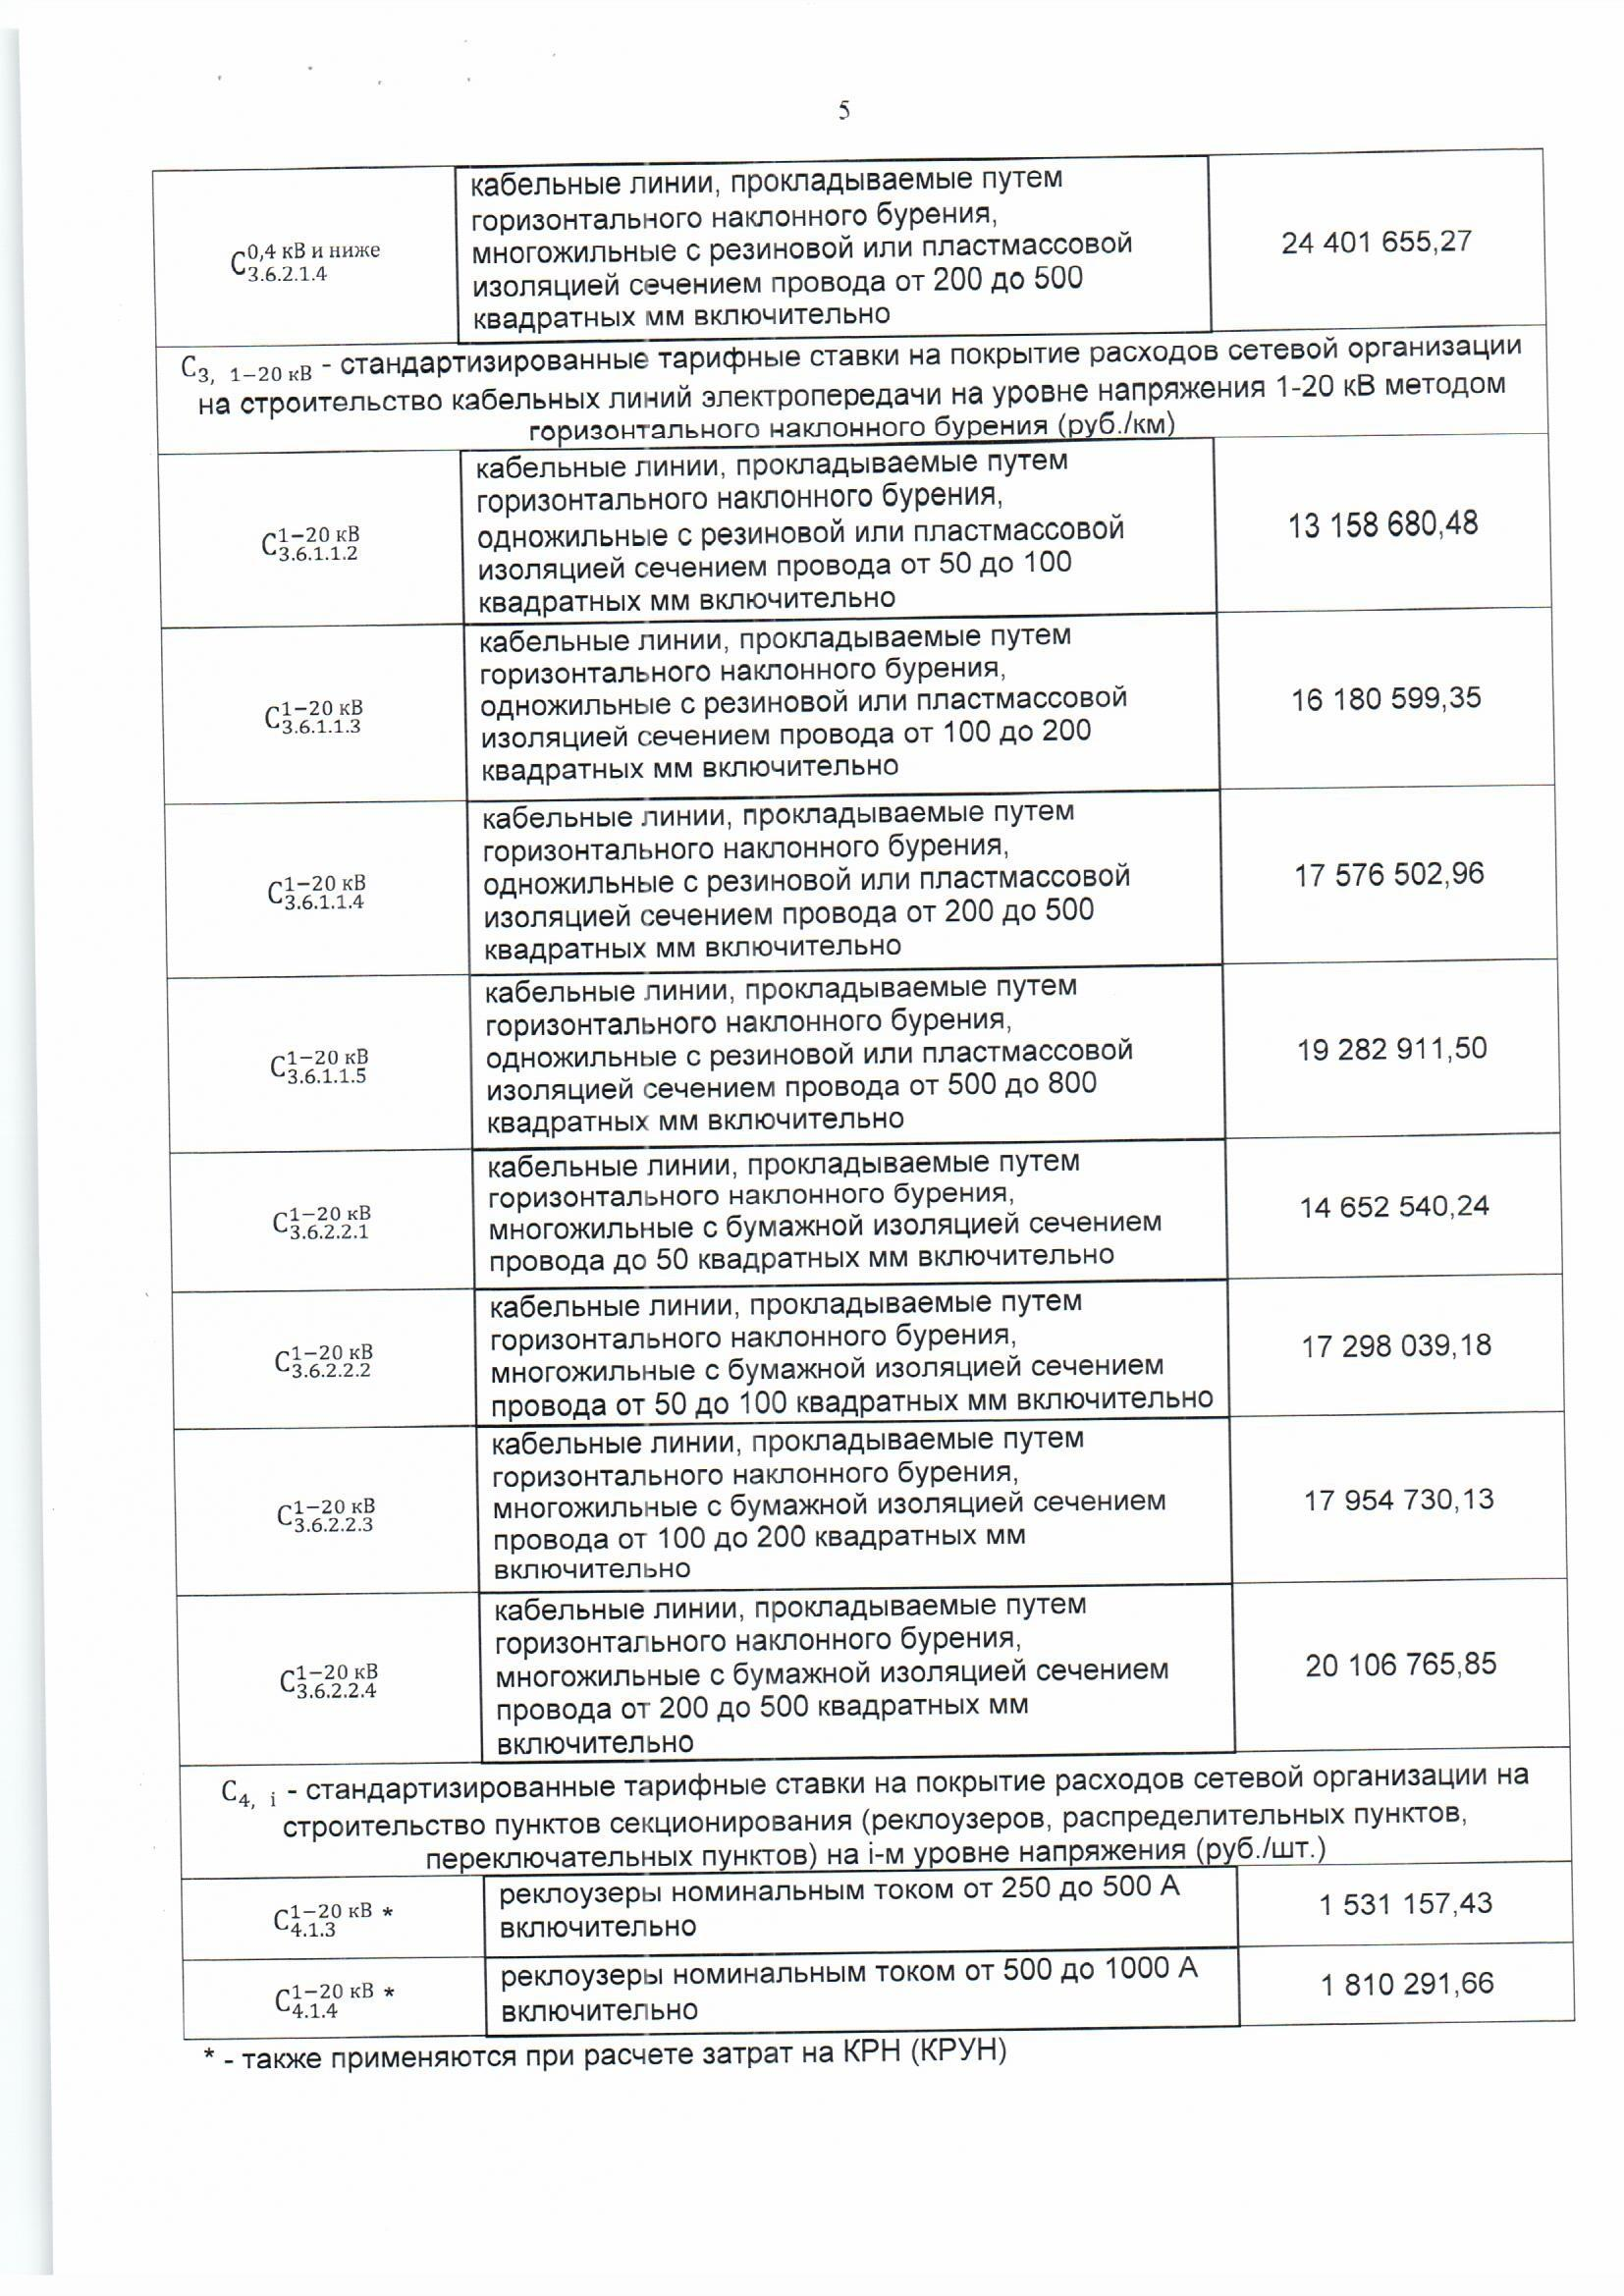 5
кабельные линии, прокладываемые путем
горизонтального наклонного бурения,
С 0,4 кВ и ниже 3.6.2.1.4
многожильные с резиновой или пластмассовой
24 401 655,27
изоляцией сечением провода от 200 до 500
квадратных мм включительно
С3, 1−20 кВ - стандартизированные тарифные ставки на покрытие расходов сетевой организации
на строительство кабельных линий электропередачи на уровне напряжения 1-20 кВ методом
горизонтального наклонного бурения (руб./км)
кабельные линии, прокладываемые путем
горизонтального наклонного бурения,
С 1−20 кВ 3.6.1.1.2
одножильные с резиновой или пластмассовой
13 158 680,48
изоляцией сечением провода от 50 до 100
квадратных мм включительно
кабельные линии, прокладываемые путем
горизонтального наклонного бурения,
С 1−20 кВ 3.6.1.1.3
одножильные с резиновой или пластмассовой
16 180 599,35
изоляцией сечением провода от 100 до 200
квадратных мм включительно
кабельные линии, прокладываемые путем
горизонтального наклонного бурения,
С 1−20 кВ 3.6.1.1.4
одножильные с резиновой или пластмассовой
17 576 502,96
изоляцией сечением провода от 200 до 500
квадратных мм включительно
кабельные линии, прокладываемые путем
горизонтального наклонного бурения,
С 1−20 кВ 3.6.1.1.5
одножильные с резиновой или пластмассовой
19 282 911,50
изоляцией сечением провода от 500 до 800
квадратных мм включительно
кабельные линии, прокладываемые путем
горизонтального наклонного бурения,
С 1−20 кВ 3.6.2.2.1
многожильные с бумажной изоляцией сечением
14 652 540,24
провода до 50 квадратных мм включительно
кабельные линии, прокладываемые путем
горизонтального наклонного бурения,
С 1−20 кВ 3.6.2.2.2
многожильные с бумажной изоляцией сечением
17 298 039,18
провода от 50 до 100 квадратных мм включительно
кабельные линии, прокладываемые путем
горизонтального наклонного бурения,
С 1−20 кВ 3.6.2.2.3
многожильные с бумажной изоляцией сечением
17 954 730,13
провода от 100 до 200 квадратных мм
включительно
кабельные линии, прокладываемые путем
горизонтального наклонного бурения,
С 1−20 кВ 3.6.2.2.4
многожильные с бумажной изоляцией сечением
20 106 765,85
провода от 200 до 500 квадратных мм
включительно
С4, i - стандартизированные тарифные ставки на покрытие расходов сетевой организации на
строительство пунктов секционирования (реклоузеров, распределительных пунктов,
переключательных пунктов) на i-м уровне напряжения (руб./шт.)
С 1−20 кВ 4.1.3 *
реклоузеры номинальным током от 250 до 500 А
включительно
1 531 157,43
С 1−20 кВ 4.1.4 *
реклоузеры номинальным током от 500 до 1000 А
включительно
1 810 291,66
* - также применяются при расчете затрат на КРН (КРУН)